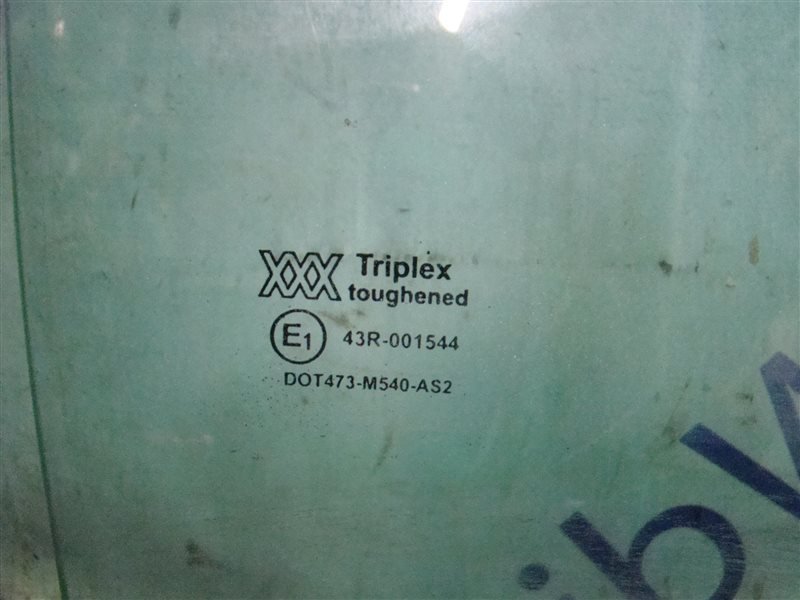 XXX Triplex
toughened
E1 43R-001544
DOT473-M540-AS2